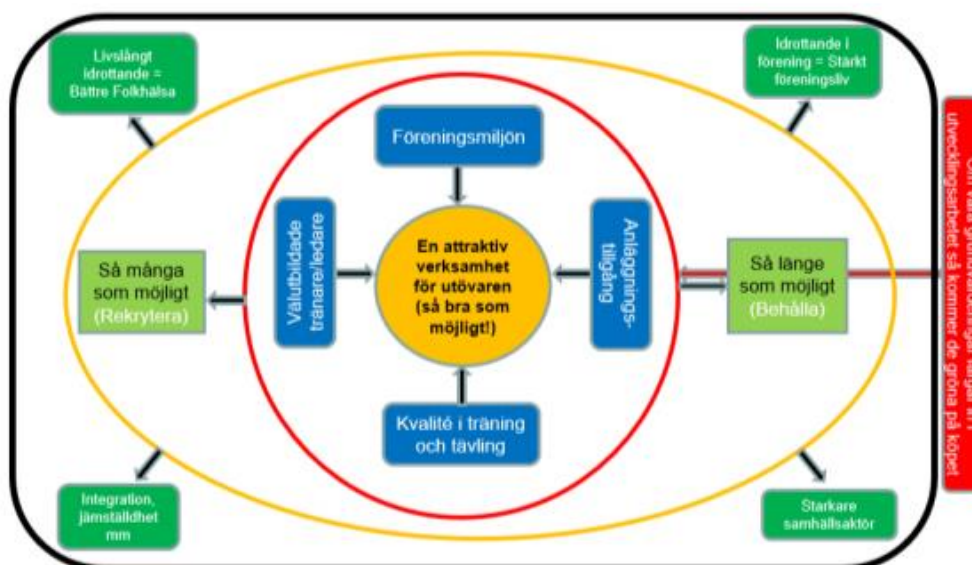 Livslångt
idrottande =
Bättre Folkhälsa
Idrottande i
förening = Stärkt
föreningsliv
Föreningsmiljön
Välutbildade
tränare/ledare
En attraktiv
verksamhet
för utövaren
(så bra som
möjligt!)
Anläggnings-
tillgång
Så många
som möjligt
(Rekrytera)
Så länge
som möjligt
(Behålla)
Kvalité i träning
och tävling
Integration,
jämställdhet
mm
Starkare
samhällsaktör
utvecklingsarbetet så kommer de gröna på köpet